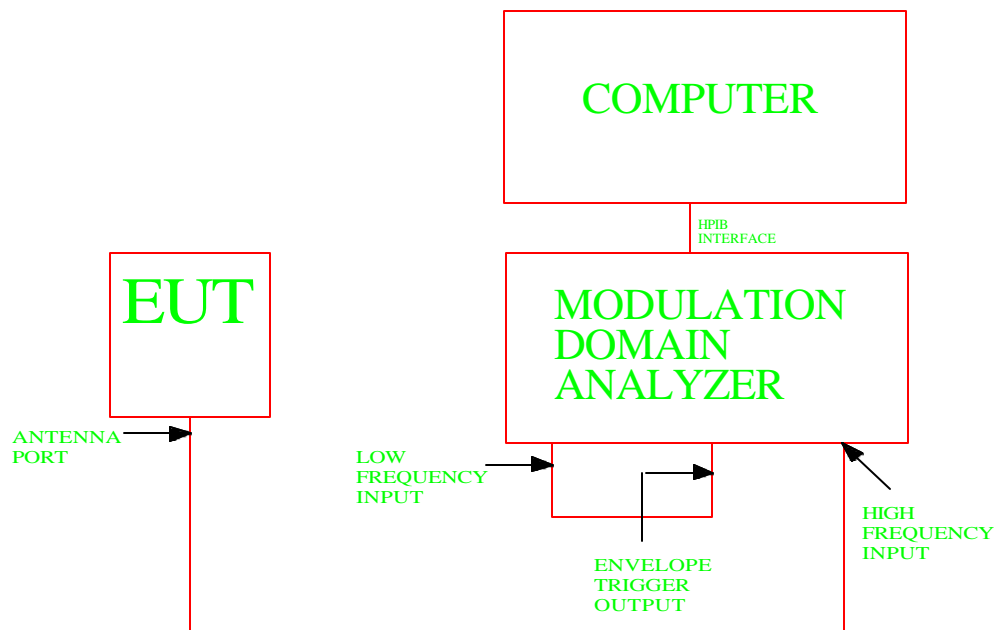 COMPUTER
HPIB
INTERFACE
EUT
MODULATION
DOMAIN
ANALYZER
ANTENNA
PORT
LOW
FREQUENCY
INPUT
ENVELOPE
TRIGGER
OUTPUT
HIGH
FREQUENCY
INPUT